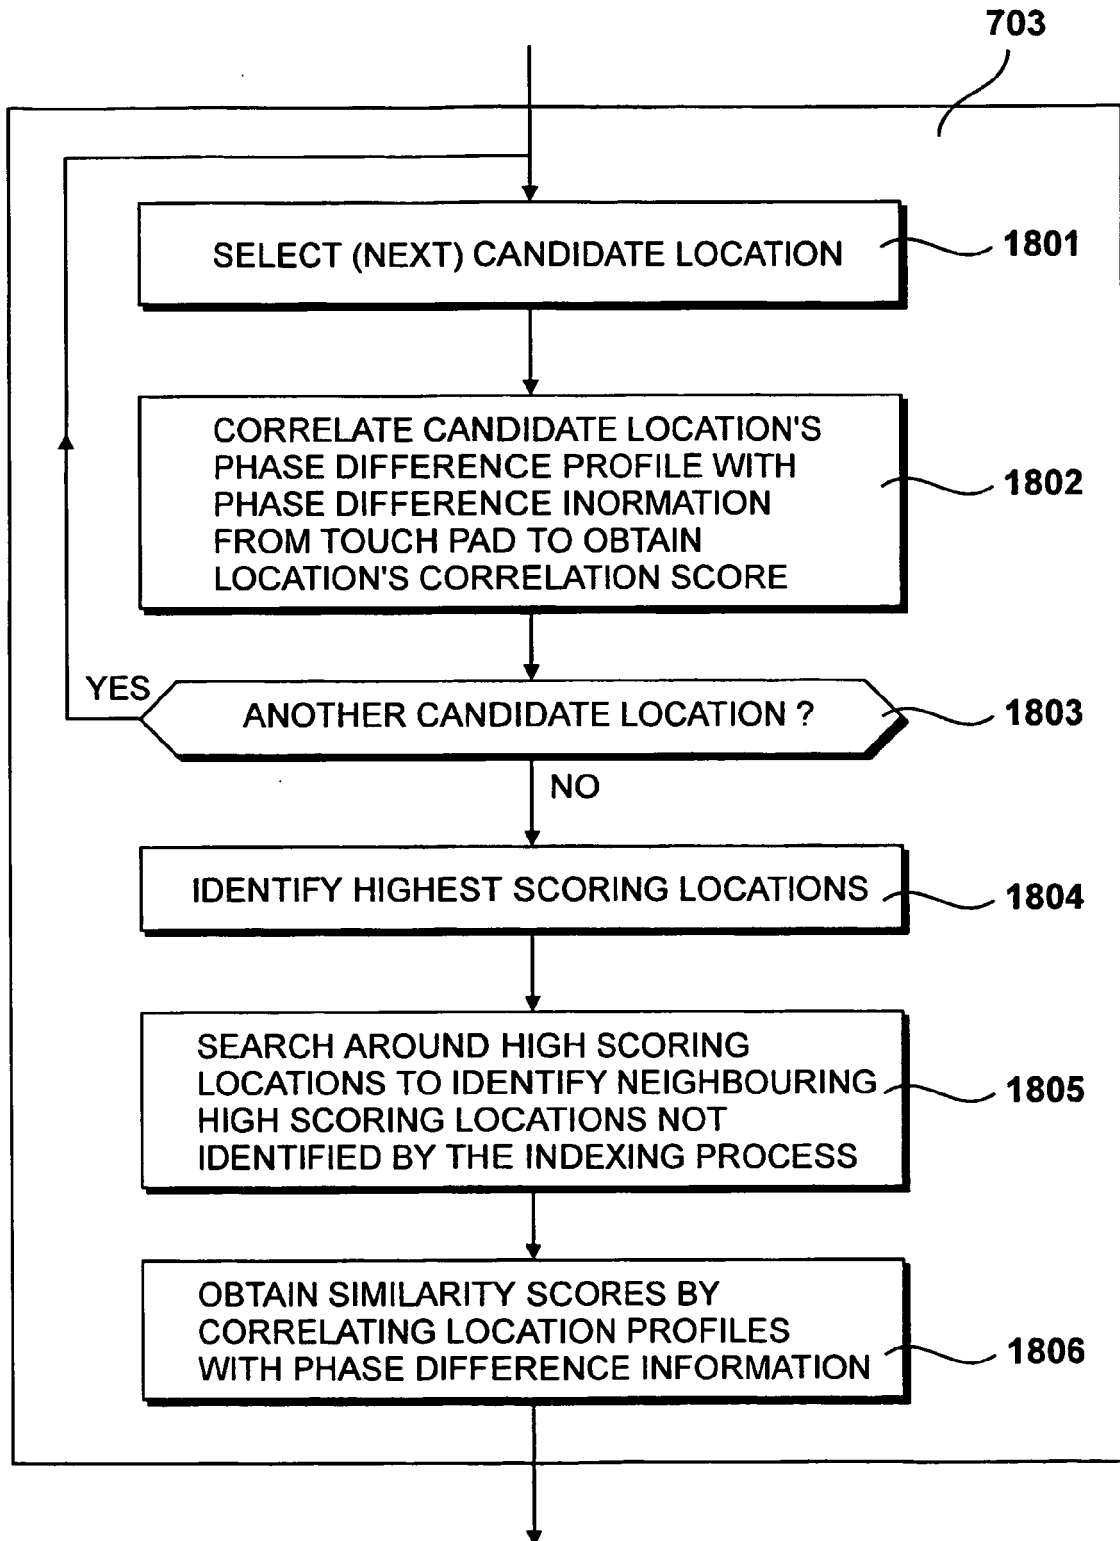 703
SELECT (NEXT) CANDIDATE LOCATION
1801
CORRELATE CANDIDATE LOCATION'S
PHASE DIFFERENCE PROFILE WITH
PHASE DIFFERENCE INORMATION
FROM TOUCH PAD TO OBTAIN
LOCATION'S CORRELATION SCORE
1802
YES
ANOTHER CANDIDATE LOCATION ?
1803
NO
IDENTIFY HIGHEST SCORING LOCATIONS
1804
SEARCH AROUND HIGH SCORING
LOCATIONS TO IDENTIFY NEIGHBOURING
HIGH SCORING LOCATIONS NOT
IDENTIFIED BY THE INDEXING PROCESS
1805
OBTAIN SIMILARITY SCORES BY
CORRELATING LOCATION PROFILES
WITH PHASE DIFFERENCE INFORMATION
1806